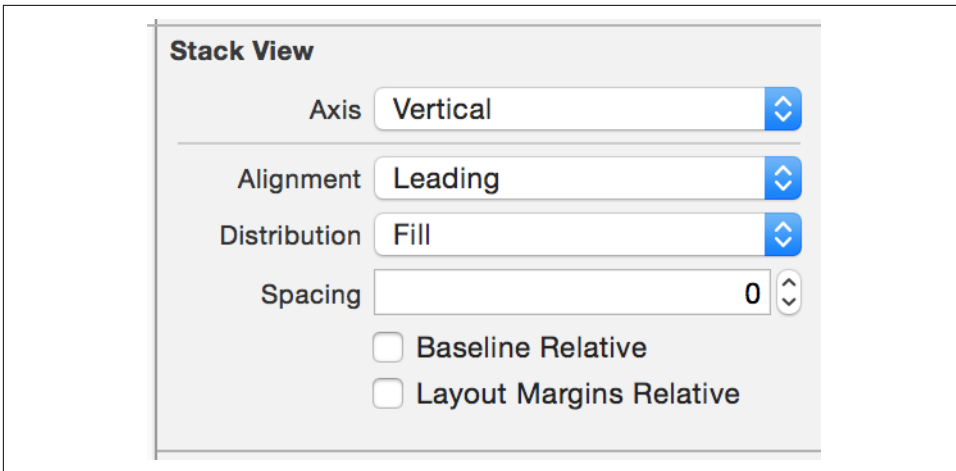 Stack View
Axis Vertical
Alignment Leading
Distribution Fill
Spacing 0
Baseline Relative
Layout Margins Relative